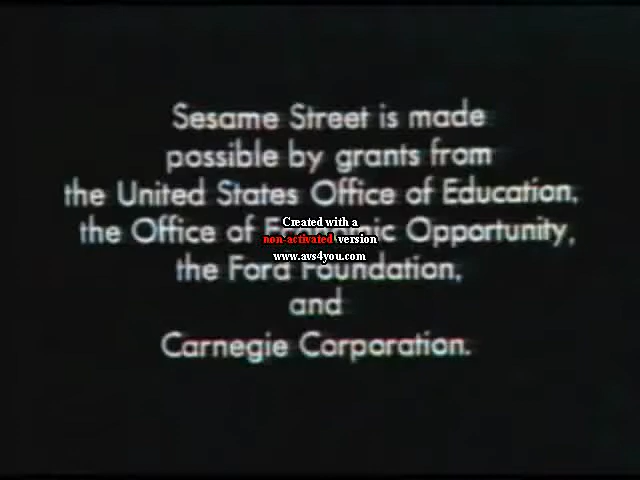 Sesame Street is made
possible by grants from
the United States Office of Education,
the Office of Economic Opportunity,
the Ford Foundation,
and
Carnegie Corporation.
Created with a
non-activated version
www.avs4you.com